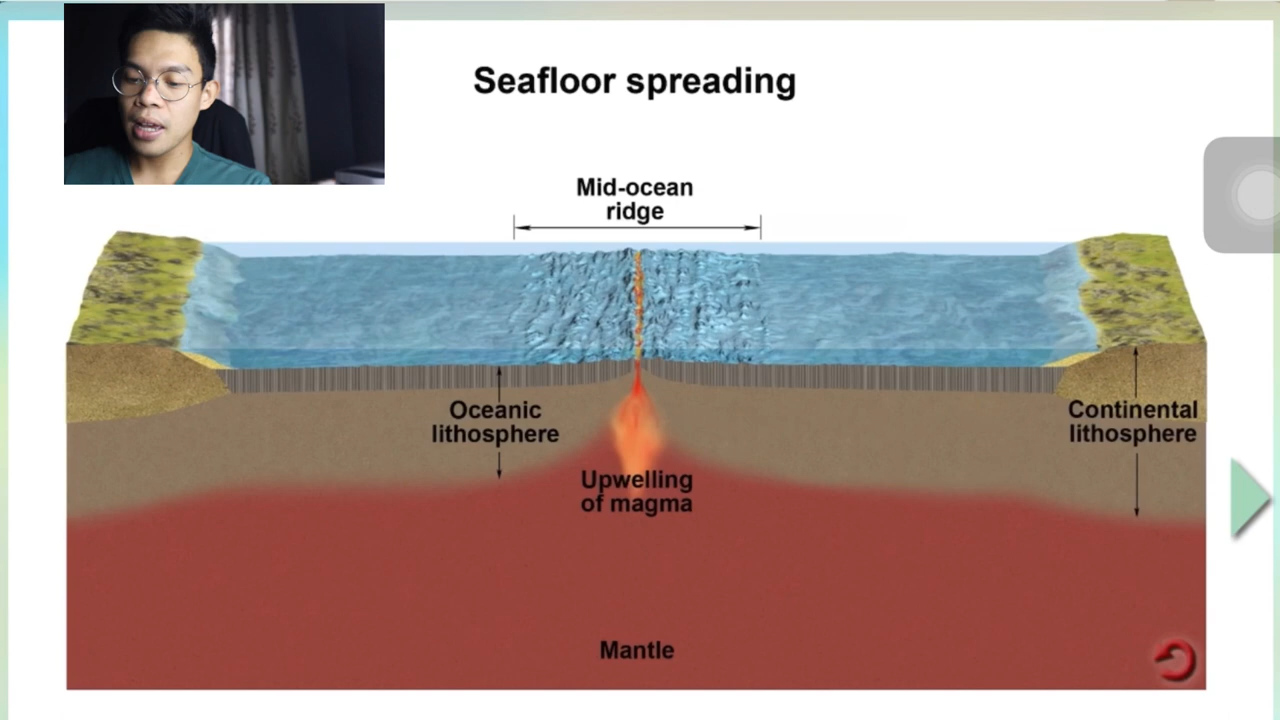 Seafloor spreading
Mid-ocean
ridge
Oceanic
lithosphere
Continental
lithosphere
Upwelling
of magma
Mantle